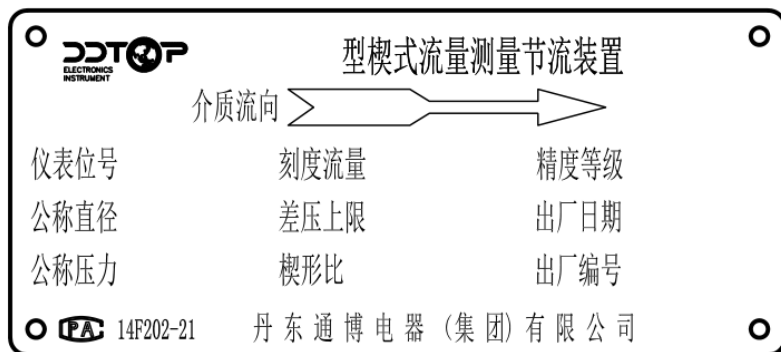 DDTOP
ELECTRONICS
INSTRUMENT
型楔式流量测量节流装置
介质流向
仪表位号 刻度流量 精度等级
公称直径 差压上限 出厂日期
公称压力 楔形比 出厂编号
PA 14F202-21 丹东通博电器(集团)有限公司